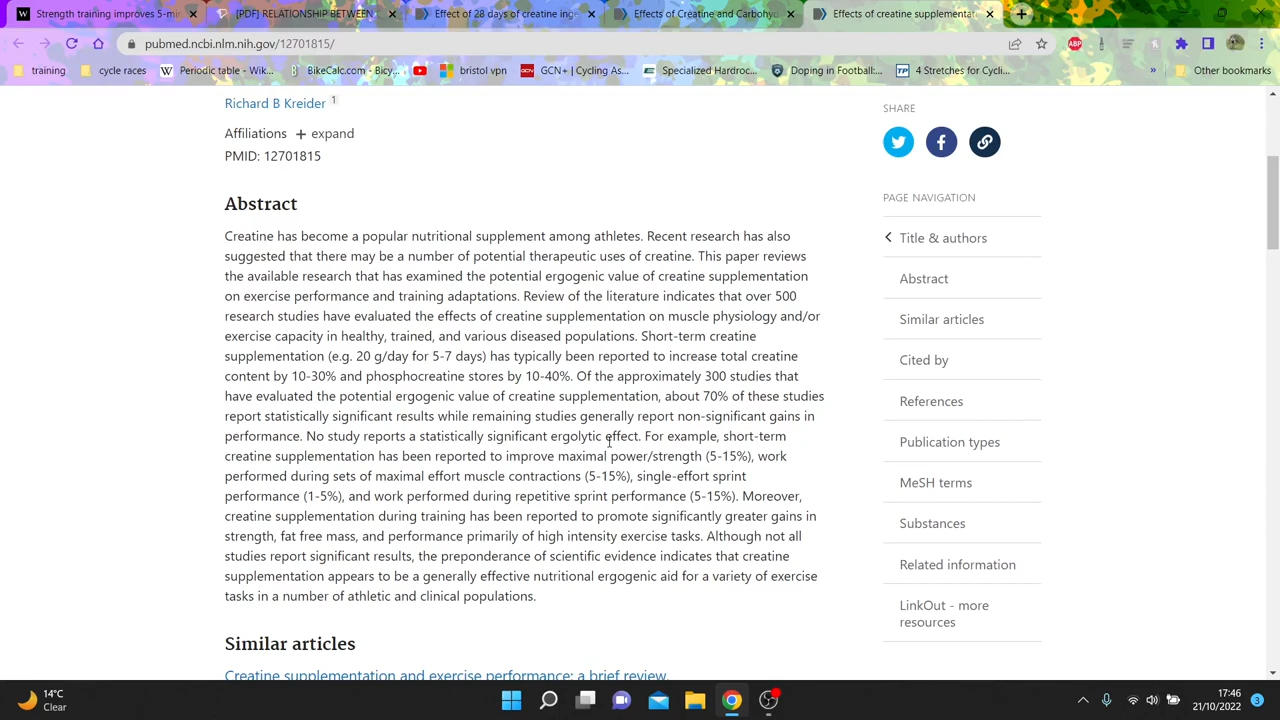 Strength training improves 5-min
[PDF] RELATIONSHIP BETWEEN
Effect of 28 days of creatine inge
Effects of Creatine and Carbohyd
Effects of creatine supplementat
pubmed.ncbi.nlm.nih.gov/12701815/
ABP
training
cycle races
W Periodic table - Wik...
BikeCalc.com - Bicy...
bristol vpn
GCN GCN+ | Cycling As...
Specialized Hardroc...
Doping in Football:...
TP 4 Stretches for Cycli...
»
Other bookmarks
Richard B Kreider 1
Affiliations + expand
PMID: 12701815
Abstract
Creatine has become a popular nutritional supplement among athletes. Recent research has also
suggested that there may be a number of potential therapeutic uses of creatine. This paper reviews
the available research that has examined the potential ergogenic value of creatine supplementation
on exercise performance and training adaptations. Review of the literature indicates that over 500
research studies have evaluated the effects of creatine supplementation on muscle physiology and/or
exercise capacity in healthy, trained, and various diseased populations. Short-term creatine
supplementation (e.g. 20 g/day for 5-7 days) has typically been reported to increase total creatine
content by 10-30% and phosphocreatine stores by 10-40%. Of the approximately 300 studies that
have evaluated the potential ergogenic value of creatine supplementation, about 70% of these studies
report statistically significant results while remaining studies generally report non-significant gains in
performance. No study reports a statistically significant ergolytic effect. For example, short-term
creatine supplementation has been reported to improve maximal power/strength (5-15%), work
performed during sets of maximal effort muscle contractions (5-15%), single-effort sprint
performance (1-5%), and work performed during repetitive sprint performance (5-15%). Moreover,
creatine supplementation during training has been reported to promote significantly greater gains in
strength, fat free mass, and performance primarily of high intensity exercise tasks. Although not all
studies report significant results, the preponderance of scientific evidence indicates that creatine
supplementation appears to be a generally effective nutritional ergogenic aid for a variety of exercise
tasks in a number of athletic and clinical populations.
Similar articles
Creatine supplementation and exercise performance: a brief review.
SHARE
PAGE NAVIGATION
Title & authors
Abstract
Similar articles
Cited by
References
Publication types
MeSH terms
Substances
Related information
LinkOut - more
resources
14°C
Clear
17:46
21/10/2022
3